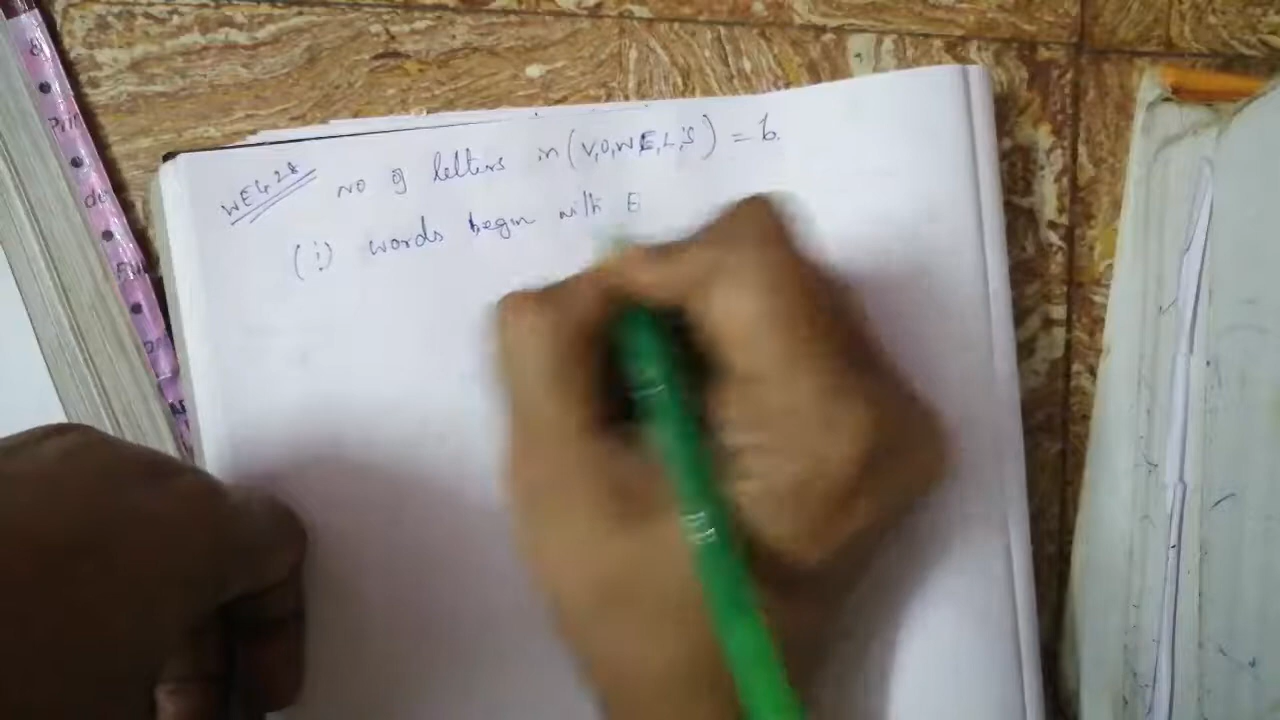 WE 4.28
no of letters in (V,O,W,E,L,S) = 6.
(i) words begin with E